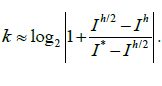 k ≈ log₂ |1 + (I^{h/2} − I^{h}) / (I^{*} − I^{h/2})|.